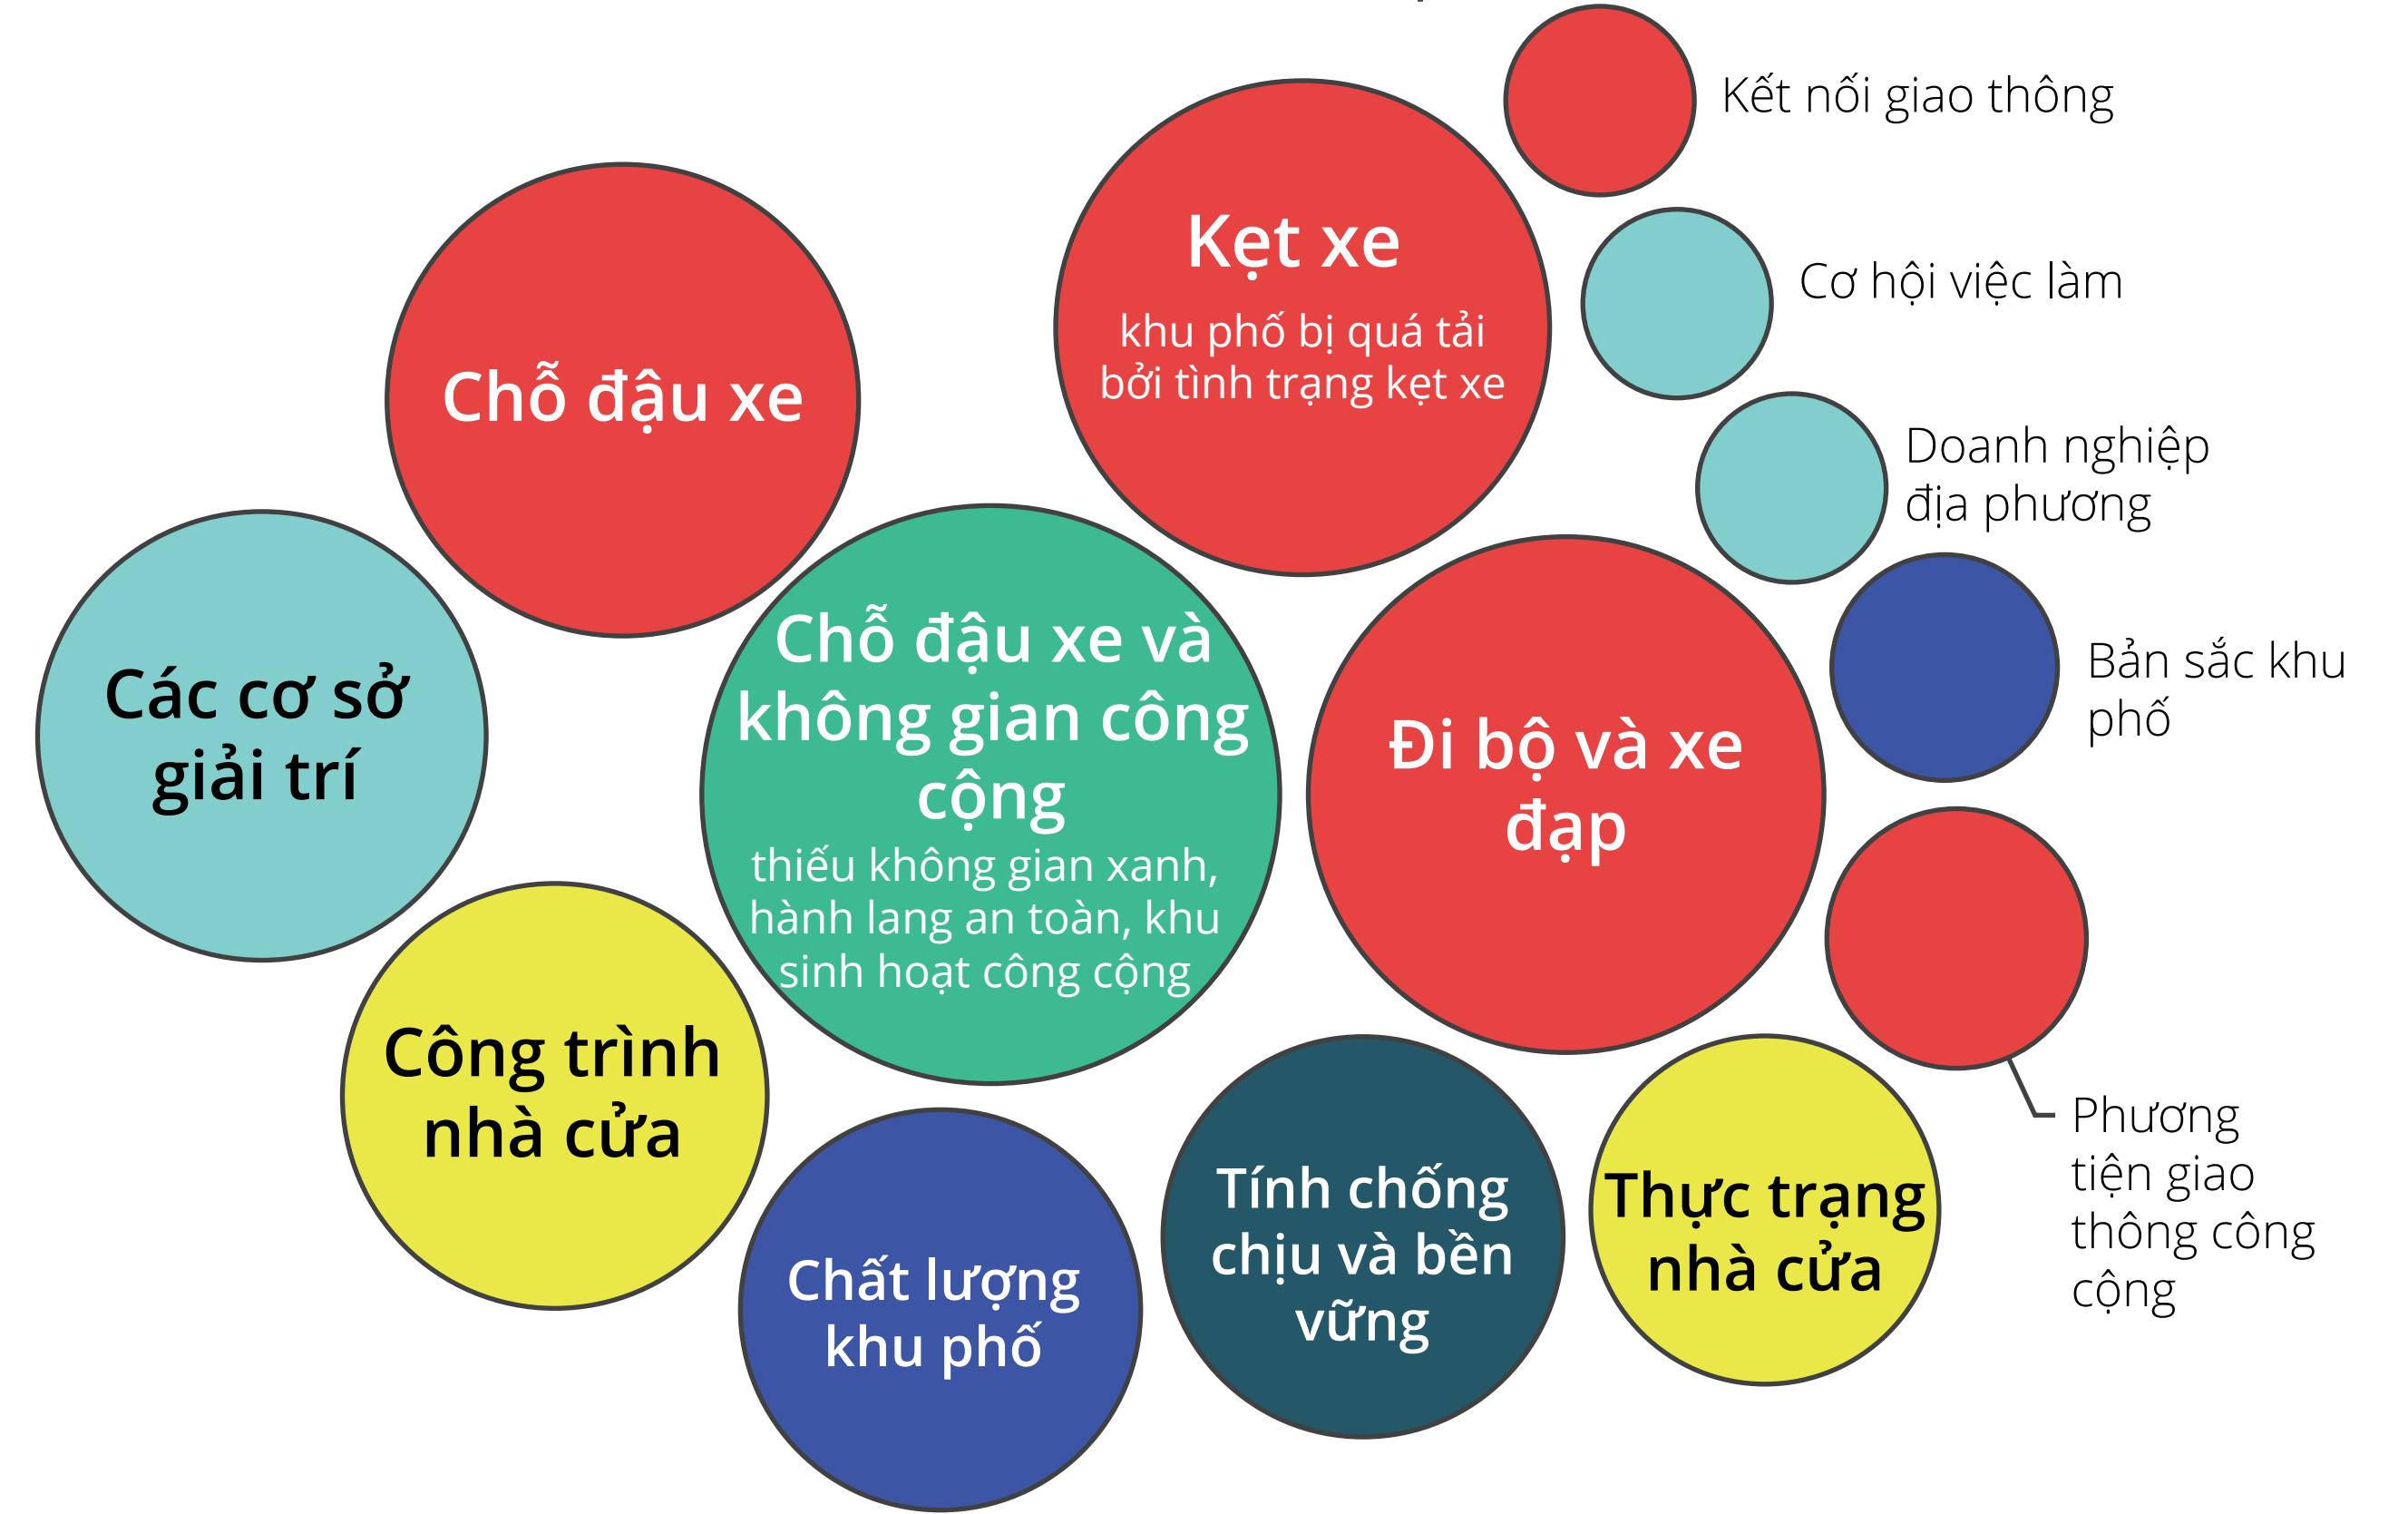 Kết nối giao thông
Kẹt xe
khu phố bị quá tải
bởi tình trạng kẹt xe
Cơ hội việc làm
Chỗ đậu xe
Doanh nghiệp
địa phương
Chỗ đậu xe và
không gian công
cộng
thiếu không gian xanh,
hành lang an toàn, khu
sinh hoạt công cộng
Bản sắc khu
phố
Các cơ sở
giải trí
Đi bộ và xe
đạp
Công trình
nhà cửa
Phương
tiện giao
thông công
cộng
Tính chống
chịu và bền
vững
Thực trạng
nhà cửa
Chất lượng
khu phố